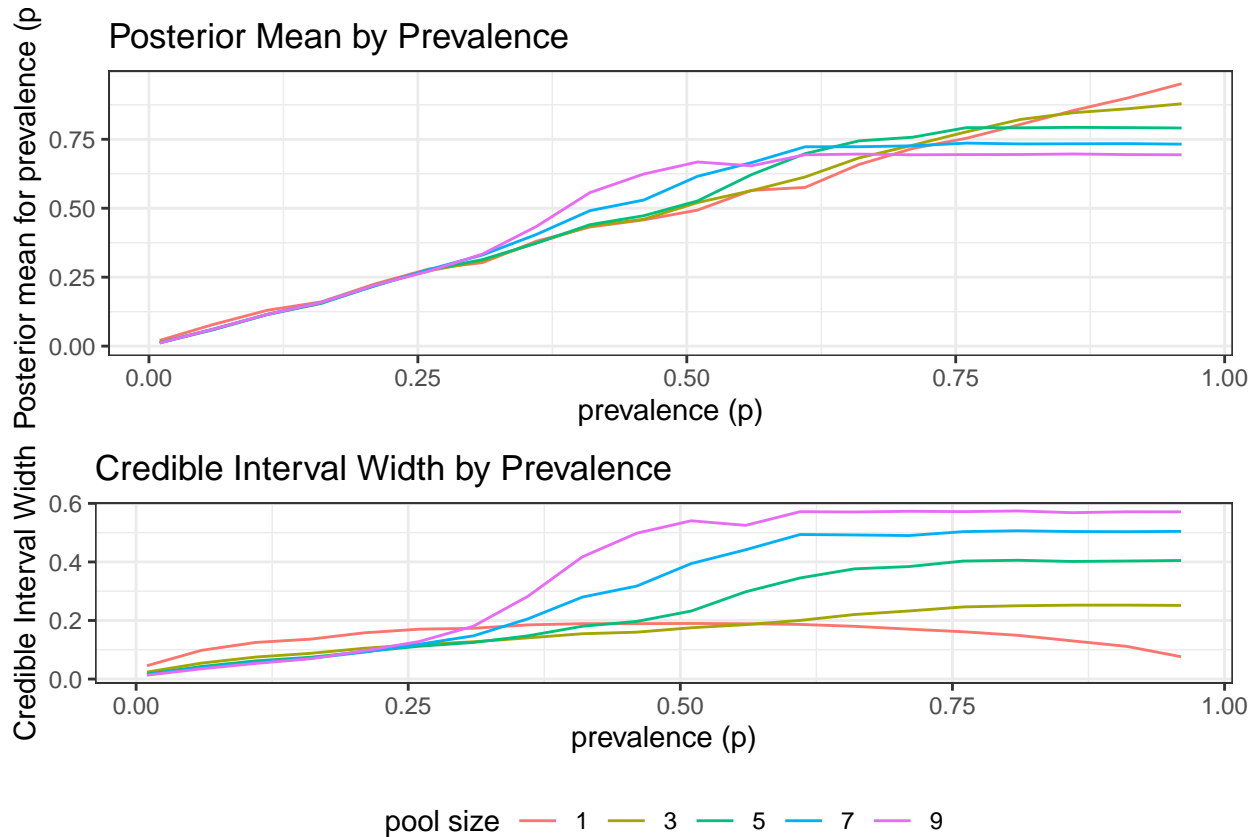 Posterior Mean by Prevalence
Posterior mean for prevalence (p
0.75
0.50
0.25
0.00
0.00 0.25 0.50 0.75 1.00
prevalence (p)
Credible Interval Width by Prevalence
Credible Interval Width
0.6
0.4
0.2
0.0
0.00 0.25 0.50 0.75 1.00
prevalence (p)
pool size 1 3 5 7 9